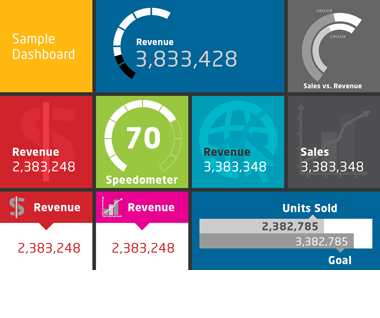 Sample
Dashboard
Revenue
3,833,428
Sales vs. Revenue
Revenue
2,383,248
70
Speedometer
Revenue
3,383,348
Sales
3,383,348
Revenue
2,383,248
Revenue
2,383,248
Units Sold
2,382,785
3,382,785
Goal